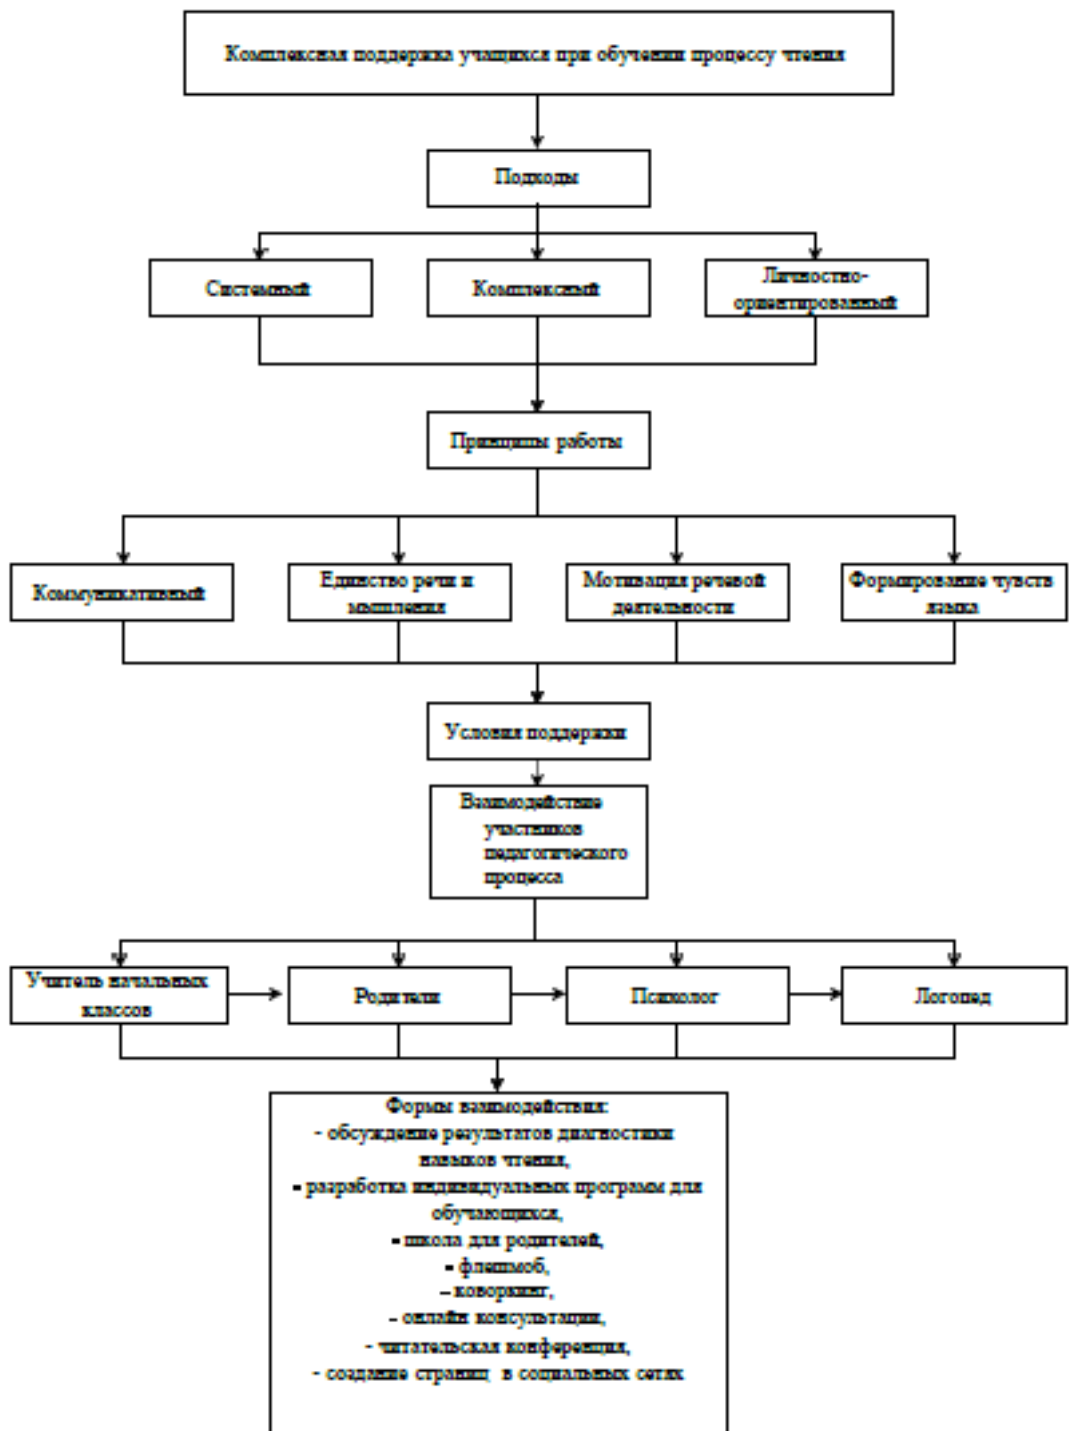 Комплексная поддержка учащихся при обучении процессу чтения
Подходы
Системный
Комплексный
Личностно-
ориентированный
Принципы работы
Коммуникативный
Единство речи и
мышления
Мотивация речевой
деятельности
Формирование чувств
языка
Условия поддержки
Взаимодействие
участников
педагогического
процесса
Учитель начальных
классов
Родители
Психолог
Логопед
Формы взаимодействия:
- обсуждение результатов диагностики
навыков чтения,
- разработка индивидуальных программ для
обучающихся,
- школа для родителей,
- флешмоб,
- коворкинг,
- онлайн консультации,
- читательская конференция,
- создание страниц в социальных сетях